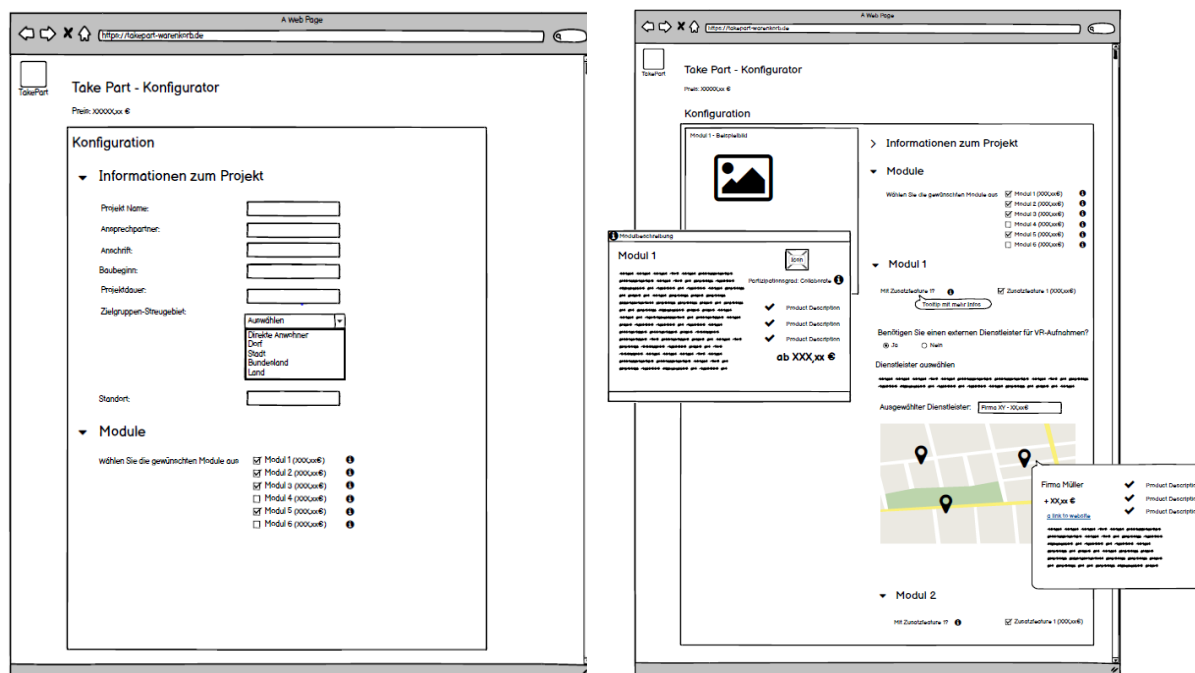 A Web Page
https://takepart-warenkorb.de
TakePart
Take Part - Konfigurator
Preis: XXXXX,xx €
Konfiguration
Informationen zum Projekt
Projekt Name:
Ansprechpartner:
Anschrift:
Baubeginn:
Projektdauer:
Zielgruppen-Streugebiet:
Auswählen
Direkte Anwohner
Dorf
Stadt
Bundesland
Land
Standort:
Module
Wählen Sie die gewünschten Module aus
Modul 1 (XXX,xx€)
Modul 2 (XXX,xx€)
Modul 3 (XXX,xx€)
Modul 4 (XXX,xx€)
Modul 5 (XXX,xx€)
Modul 6 (XXX,xx€)
A Web Page
https://takepart-warenkorb.de
TakePart
Take Part - Konfigurator
Preis: XXXXX,xx €
Konfiguration
Modul 1 - Beispielbild
Informationen zum Projekt
Module
Wählen Sie die gewünschten Module aus
Modul 1 (XXX,xx€)
Modul 2 (XXX,xx€)
Modul 3 (XXX,xx€)
Modul 4 (XXX,xx€)
Modul 5 (XXX,xx€)
Modul 6 (XXX,xx€)
Modulbeschreibung
Modul 1
Icon
Partizipationsgrad: Collaborate
Product Description
Product Description
Product Description
ab XXX,xx €
Modul 1
Mit Zusatzfeature 1?
Zusatzfeature 1 (XXX,xx€)
Tooltip mit mehr Infos
Benötigen Sie einen externen Dienstleister für VR-Aufnahmen?
Ja
Nein
Dienstleister auswählen
Ausgewählter Dienstleister:
Firma XY - XX,xx€
Firma Müller
+ XX,xx €
a link to website
Product Description
Product Description
Product Description
Modul 2
Mit Zusatzfeature 1?
Zusatzfeature 1 (XXX,xx€)